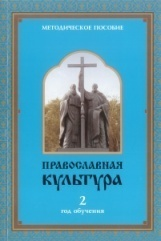 МЕТОДИЧЕСКОЕ ПОСОБИЕ
ПРАВОСЛАВНАЯ
КУЛЬТУРА
2
год обучения